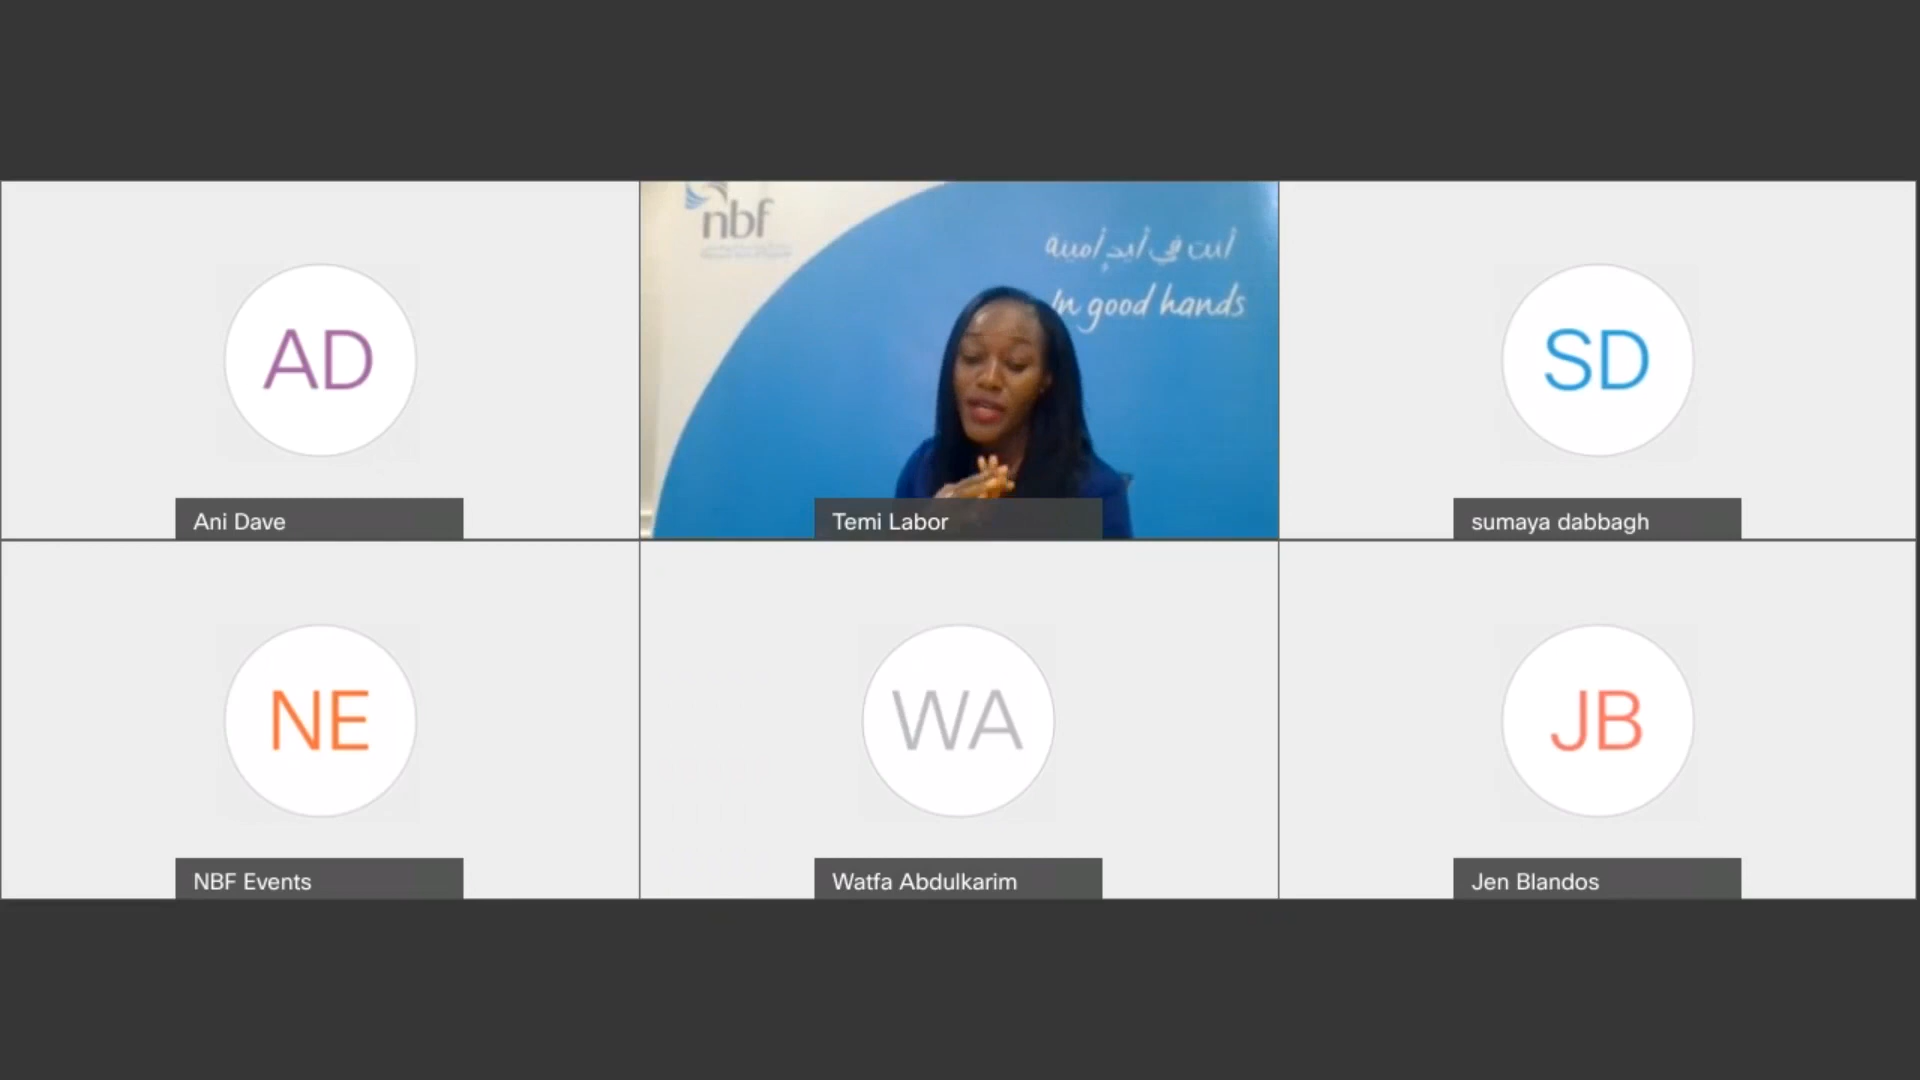 AD
Ani Dave
nbf
أنت في أيدٍ أمينة
In good hands
Temi Labor
SD
sumaya dabbagh
NE
NBF Events
WA
Watfa Abdulkarim
JB
Jen Blandos